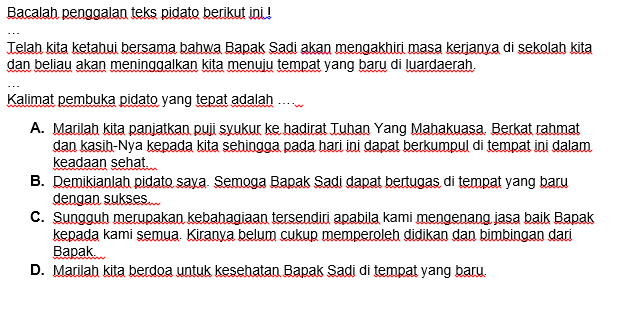 Bacalah penggalan teks pidato berikut ini !
...
Telah kita ketahui bersama bahwa Bapak Sadi akan mengakhiri masa kerjanya di sekolah kita
dan beliau akan meninggalkan kita menuju tempat yang baru di luardaerah.
...
Kalimat pembuka pidato yang tepat adalah ....
A. Marilah kita panjatkan puji syukur ke hadirat Tuhan Yang Mahakuasa. Berkat rahmat
dan kasih-Nya kepada kita sehingga pada hari ini dapat berkumpul di tempat ini dalam
keadaan sehat.
B. Demikianlah pidato saya. Semoga Bapak Sadi dapat bertugas di tempat yang baru
dengan sukses.
C. Sungguh merupakan kebahagiaan tersendiri apabila kami mengenang jasa baik Bapak
kepada kami semua. Kiranya belum cukup memperoleh didikan dan bimbingan dari
Bapak.
D. Marilah kita berdoa untuk kesehatan Bapak Sadi di tempat yang baru.